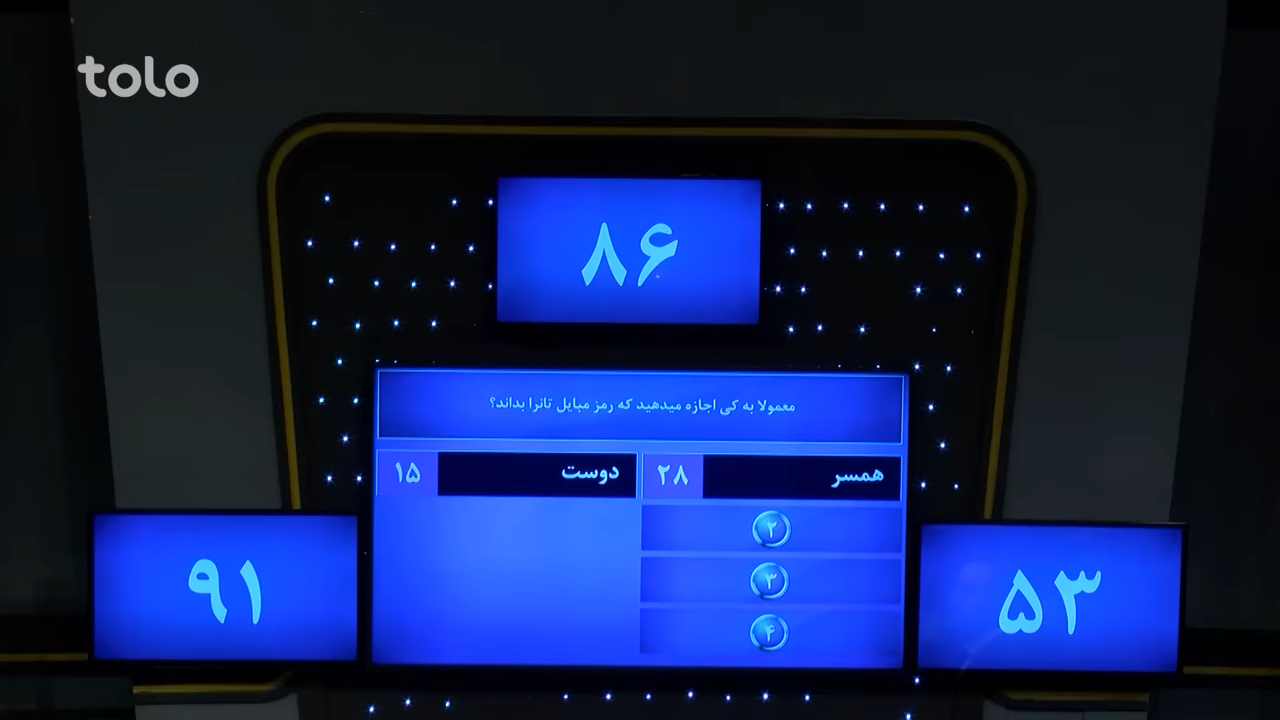 tolo
۸۶
معمولا به کی اجازه میدهید که رمز مبایل تانرا بداند؟
همسر ۲۸
دوست ۱۵
۲
۳
۴
۵۳
۹۱